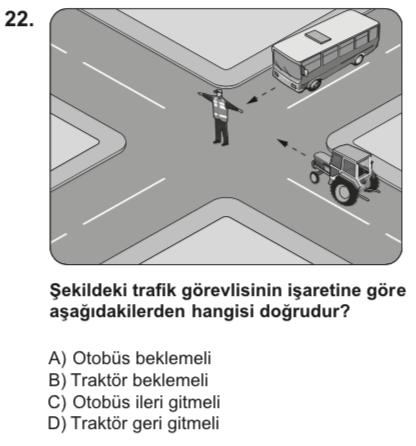 22.
Şekildeki trafik görevlisinin işaretine göre
aşağıdakilerden hangisi doğrudur?
A) Otobüs beklemeli
B) Traktör beklemeli
C) Otobüs ileri gitmeli
D) Traktör geri gitmeli